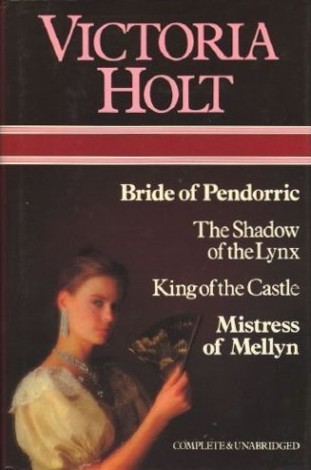 VICTORIA
HOLT
Bride of Pendorric
The Shadow
of the Lynx
King of the Castle
Mistress
of Mellyn
COMPLETE & UNABRIDGED